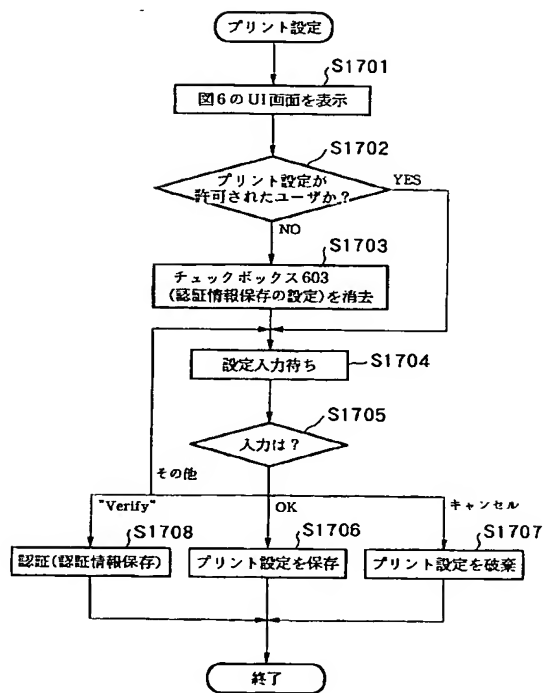 プリント設定
S1701
図6のUI画面を表示
S1702
プリント設定が
許可されたユーザか？
YES
NO
S1703
チェックボックス603
(認証情報保存の設定)を消去
設定入力待ち
S1704
S1705
入力は？
その他
"Verify"
OK
キャンセル
S1708
S1706
S1707
認証(認証情報保存)
プリント設定を保存
プリント設定を破棄
終了